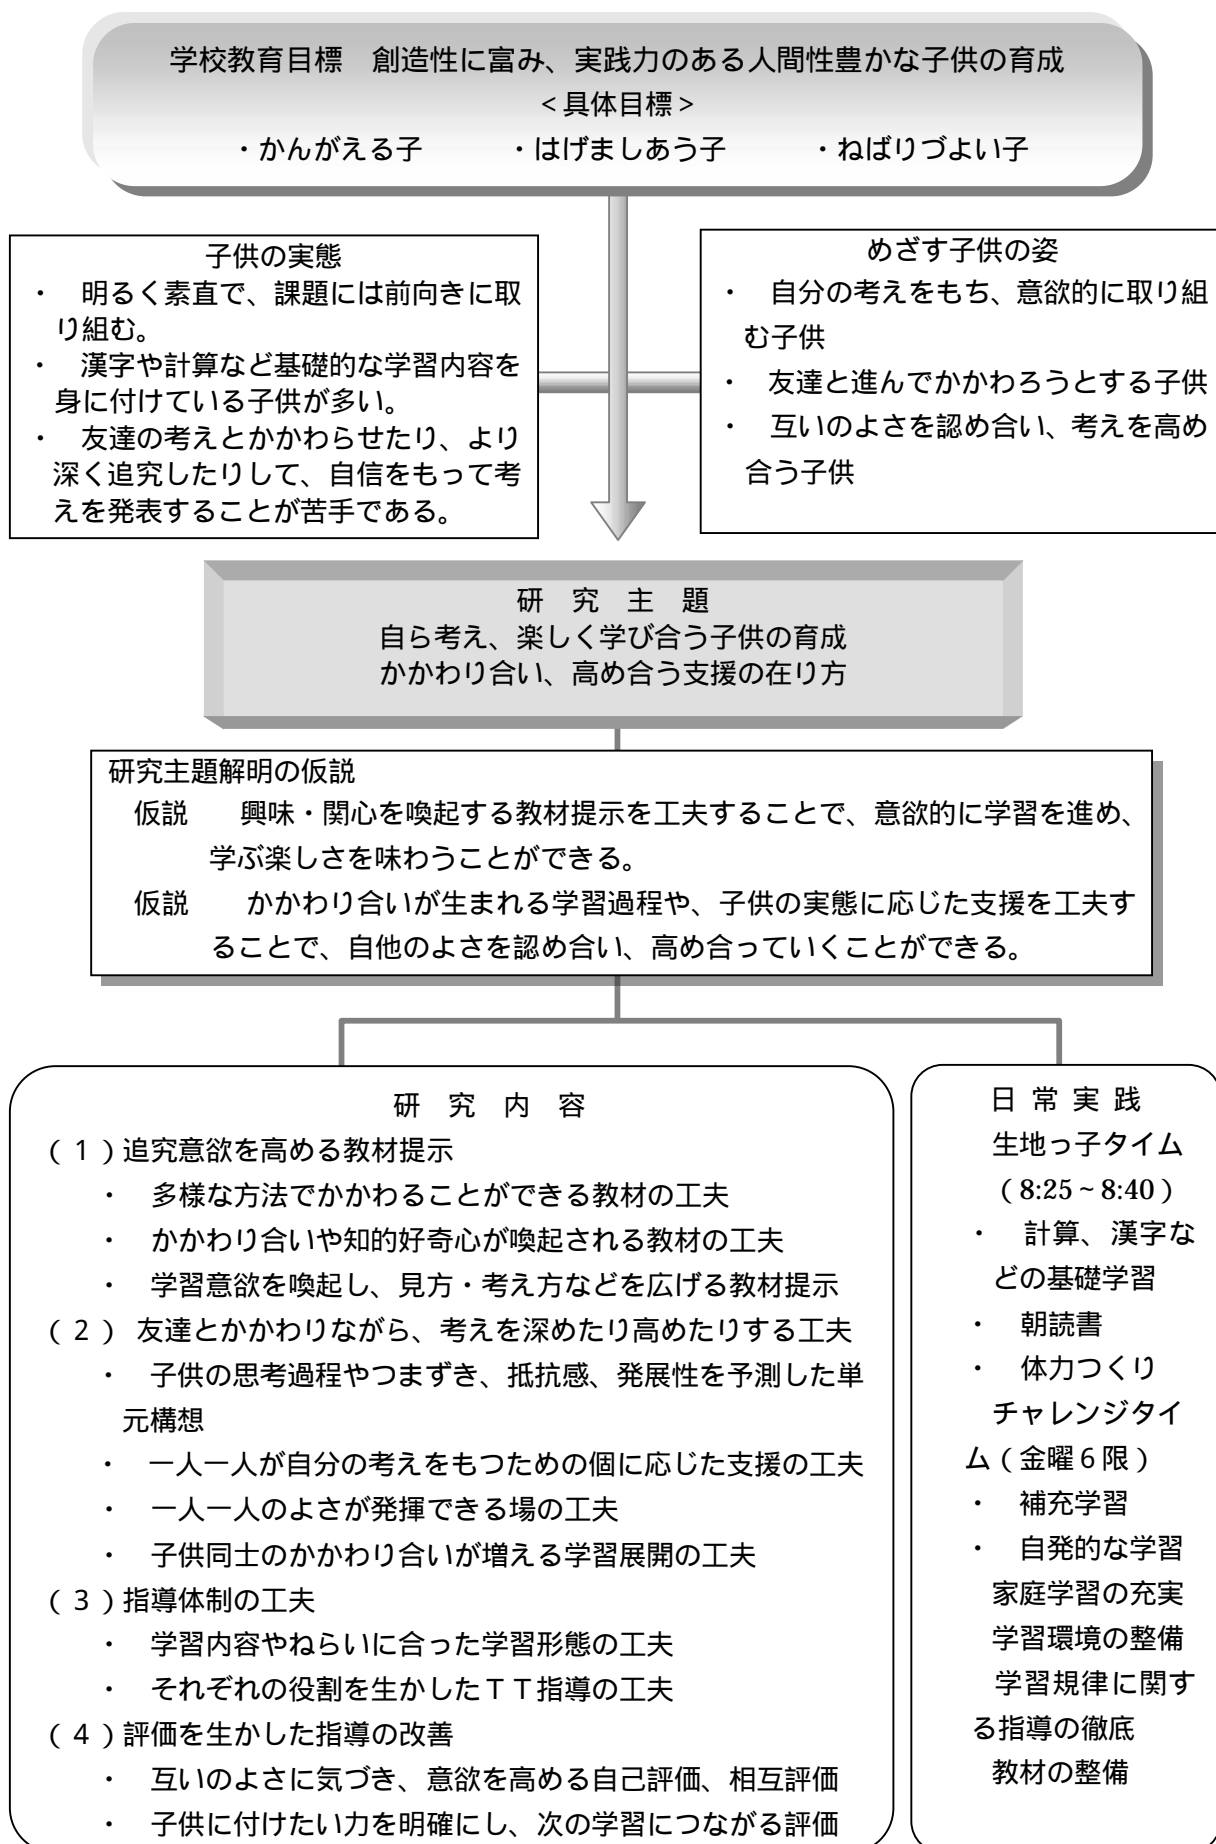 学校教育目標　創造性に富み、実践力のある人間性豊かな子供の育成
＜具体目標＞
・かんがえる子　　・はげましあう子　　・ねばりづよい子
子供の実態
・　明るく素直で、課題には前向きに取
り組む。
・　漢字や計算など基礎的な学習内容を
身に付けている子供が多い。
・　友達の考えとかかわらせたり、より
深く追究したりして、自信をもって考
えを発表することが苦手である。
めざす子供の姿
・　自分の考えをもち、意欲的に取り組
む子供
・　友達と進んでかかわろうとする子供
・　互いのよさを認め合い、考えを高め
合う子供
研　究　主　題
自ら考え、楽しく学び合う子供の育成
かかわり合い、高め合う支援の在り方
研究主題解明の仮説
仮説　　興味・関心を喚起する教材提示を工夫することで、意欲的に学習を進め、
学ぶ楽しさを味わうことができる。
仮説　　かかわり合いが生まれる学習過程や、子供の実態に応じた支援を工夫す
ることで、自他のよさを認め合い、高め合っていくことができる。
研　究　内　容
（１）追究意欲を高める教材提示
・　多様な方法でかかわることができる教材の工夫
・　かかわり合いや知的好奇心が喚起される教材の工夫
・　学習意欲を喚起し、見方・考え方などを広げる教材提示
（２）友達とかかわりながら、考えを深めたり高めたりする工夫
・　子供の思考過程やつまずき、抵抗感、発展性を予測した単
元構想
・　一人一人が自分の考えをもつための個に応じた支援の工夫
・　一人一人のよさが発揮できる場の工夫
・　子供同士のかかわり合いが増える学習展開の工夫
（３）指導体制の工夫
・　学習内容やねらいに合った学習形態の工夫
・　それぞれの役割を生かしたＴＴ指導の工夫
（４）評価を生かした指導の改善
・　互いのよさに気づき、意欲を高める自己評価、相互評価
・　子供に付けたい力を明確にし、次の学習につながる評価
日 常 実 践
生地っ子タイム
（8:25～8:40）
・　計算、漢字な
どの基礎学習
・　朝読書
・　体力つくり
チャレンジタイ
ム（金曜６限）
・　補充学習
・　自発的な学習
家庭学習の充実
学習環境の整備
学習規律に関す
る指導の徹底
教材の整備